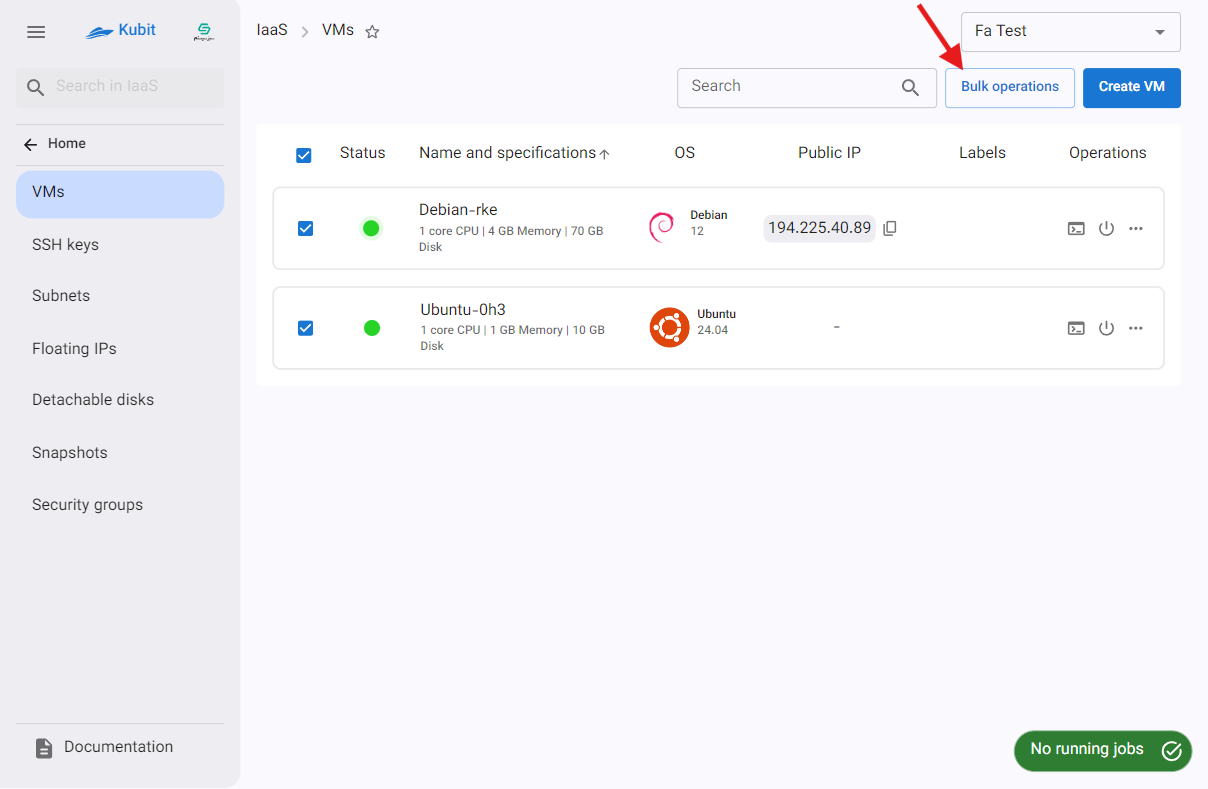 Kubit
IaaS
VMs
Fa Test
Search in IaaS
Search
Bulk operations
Create VM
Home
VMs
SSH keys
Subnets
Floating IPs
Detachable disks
Snapshots
Security groups
Documentation
Status
Name and specifications
OS
Public IP
Labels
Operations
Debian-rke
1 core CPU | 4 GB Memory | 70 GB
Disk
Debian
12
194.225.40.89
Ubuntu-0h3
1 core CPU | 1 GB Memory | 10 GB
Disk
Ubuntu
24.04
-
No running jobs